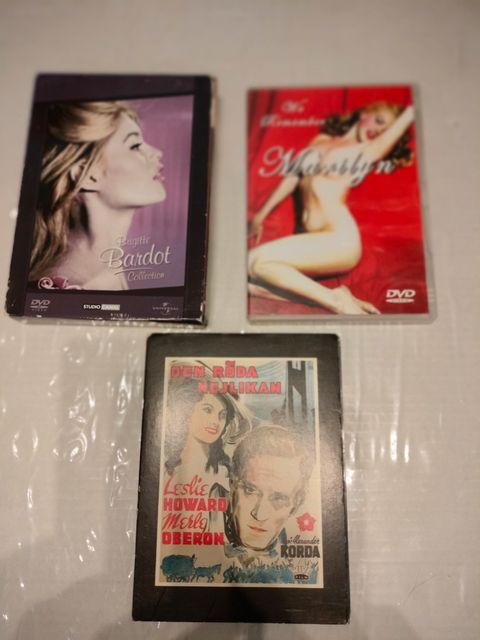 Brigitte
Bardot
Collection
DVD
STUDIO CANAL
UNIVERSAL
We
Remember
Marilyn
DVD
DEN RÖDA
NEJLIKAN
Leslie
HOWARD
Merle
OBERON
Alexander
KORDA